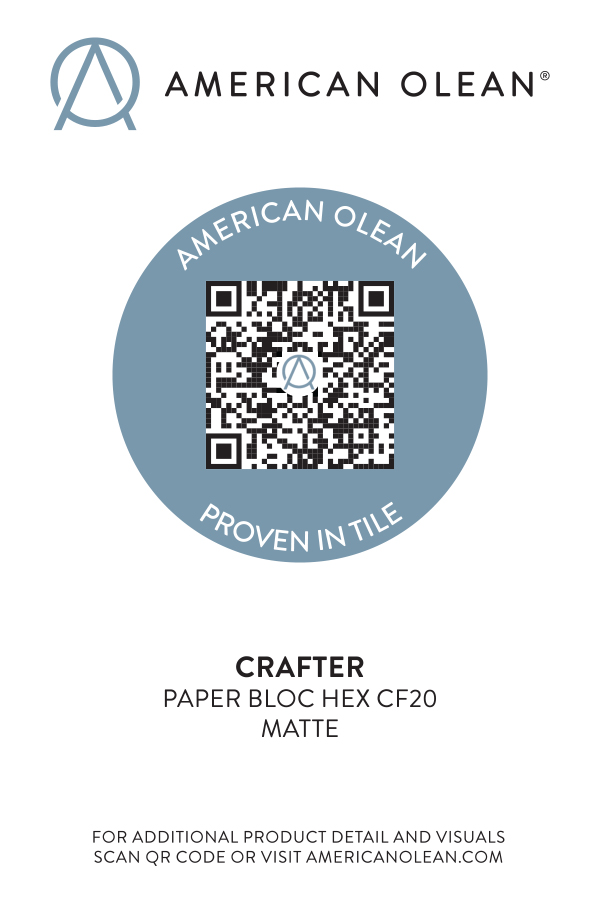 AMERICAN OLEAN®
AMERICAN OLEAN
PROVEN IN TILE
CRAFTER
PAPER BLOC HEX CF20
MATTE
FOR ADDITIONAL PRODUCT DETAIL AND VISUALS
SCAN QR CODE OR VISIT AMERICANOLEAN.COM